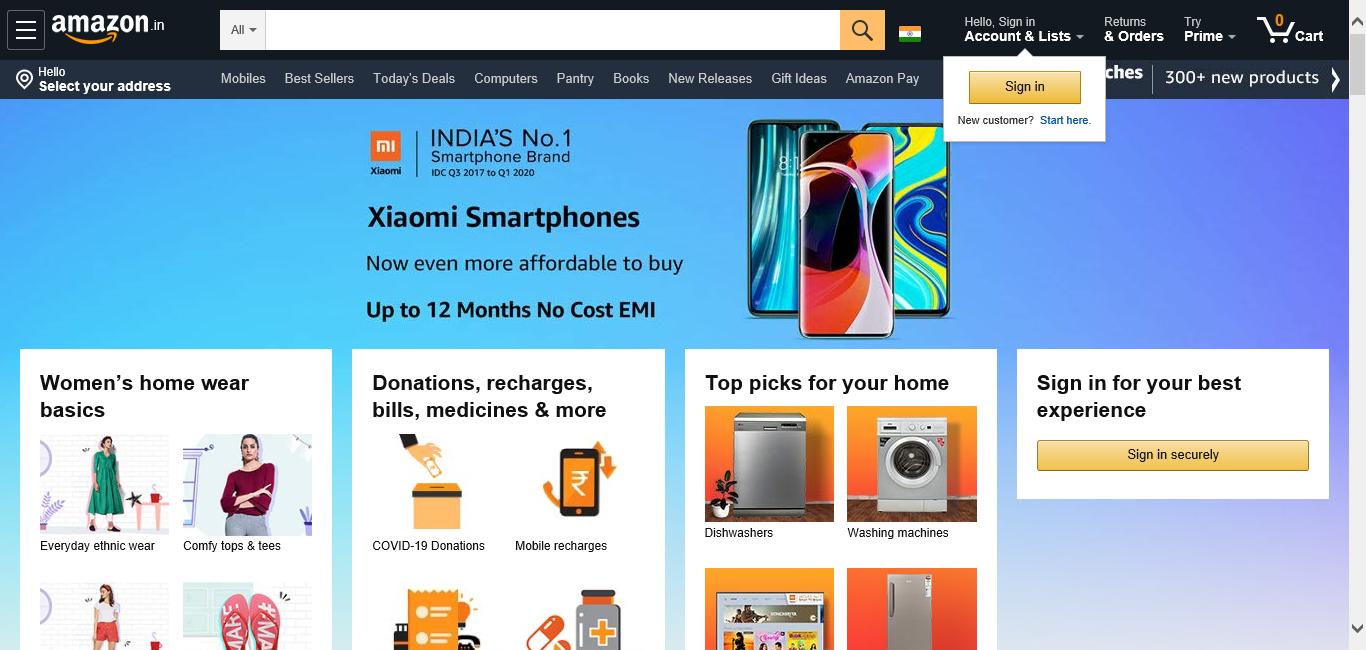 amazon.in
All
Hello, Sign in
Account & Lists
Returns
& Orders
Try
Prime
0
Cart
Hello
Select your address
Mobiles
Best Sellers
Today's Deals
Computers
Pantry
Books
New Releases
Gift Ideas
Amazon Pay
ches
300+ new products
Sign in
New customer? Start here.
mi
Xiaomi
INDIA'S No.1
Smartphone Brand
IDC Q3 2017 to Q1 2020
Xiaomi Smartphones
Now even more affordable to buy
Up to 12 Months No Cost EMI
Women's home wear
basics
Everyday ethnic wear
Comfy tops & tees
Donations, recharges,
bills, medicines & more
COVID-19 Donations
Mobile recharges
Top picks for your home
Dishwashers
Washing machines
Sign in for your best
experience
Sign in securely